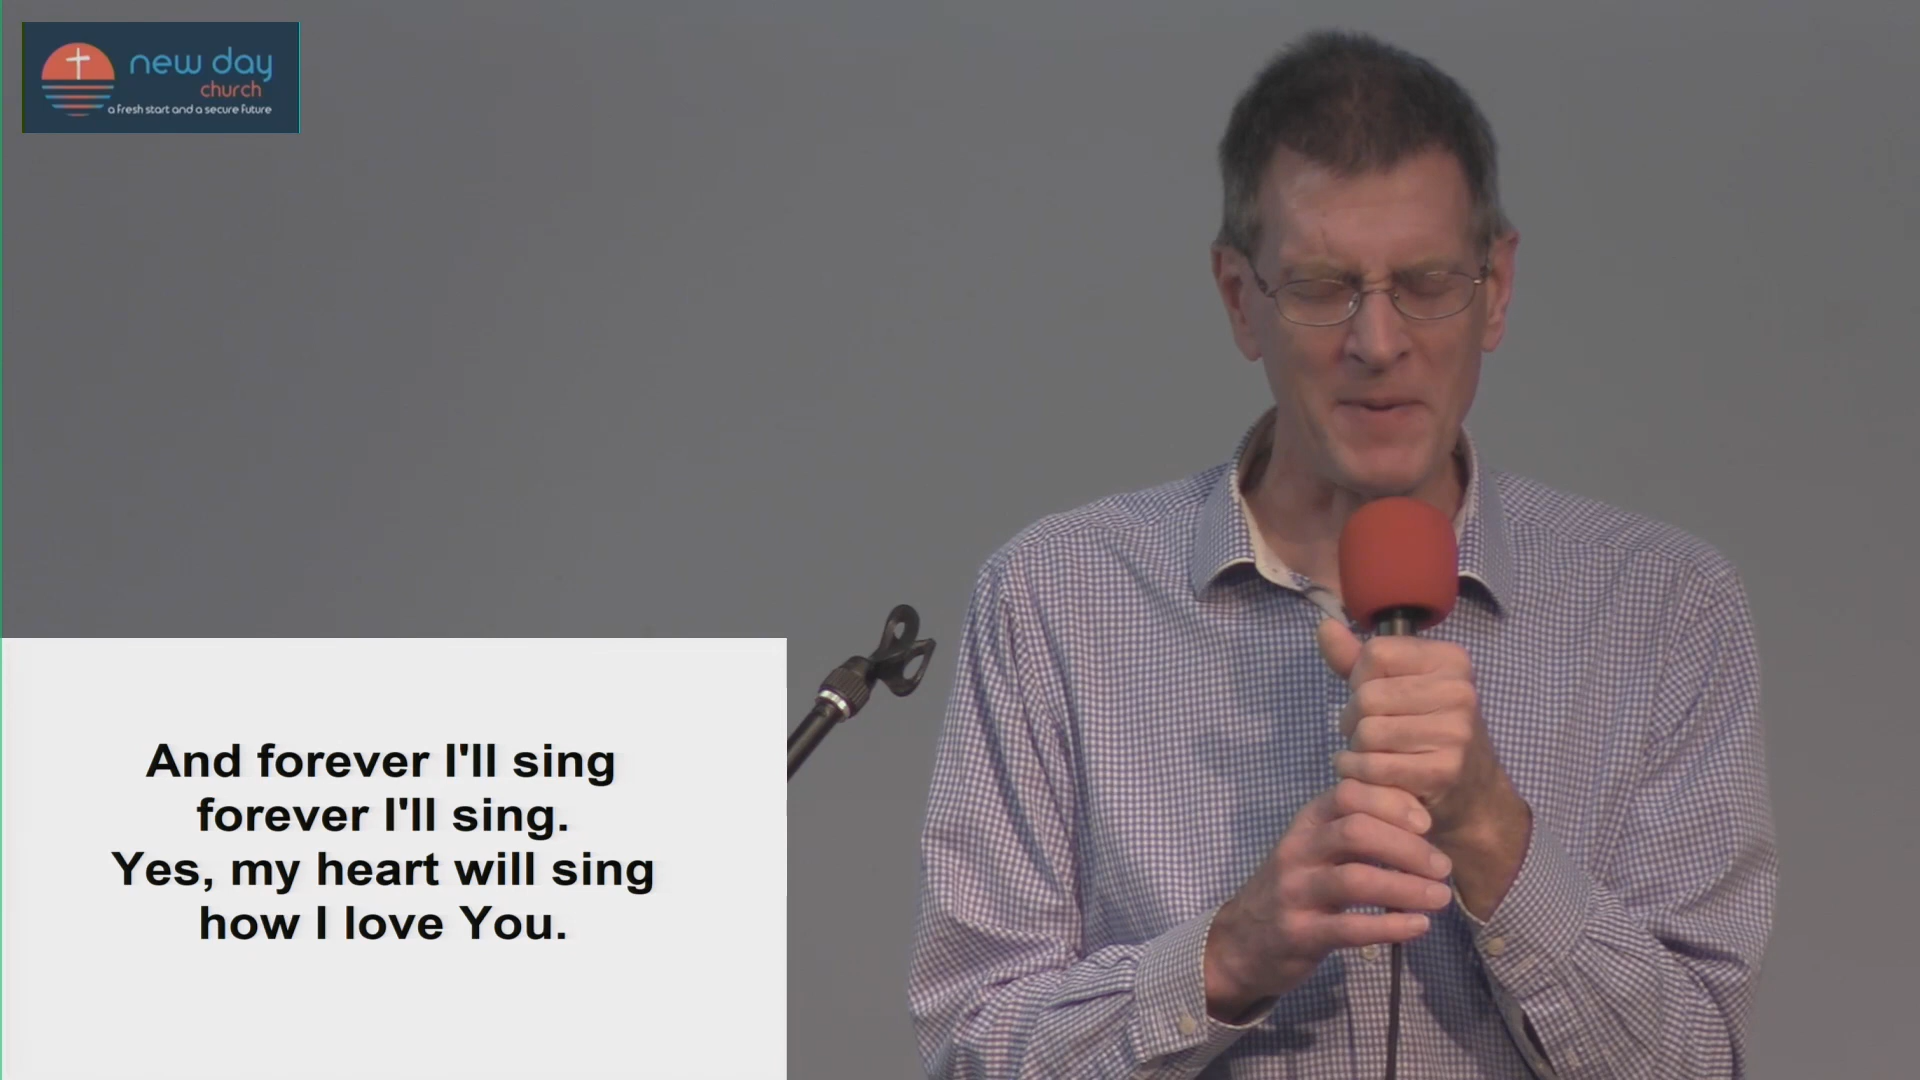 new day
church
a fresh start and a secure future
And forever I'll sing
forever I'll sing.
Yes, my heart will sing
how I love You.